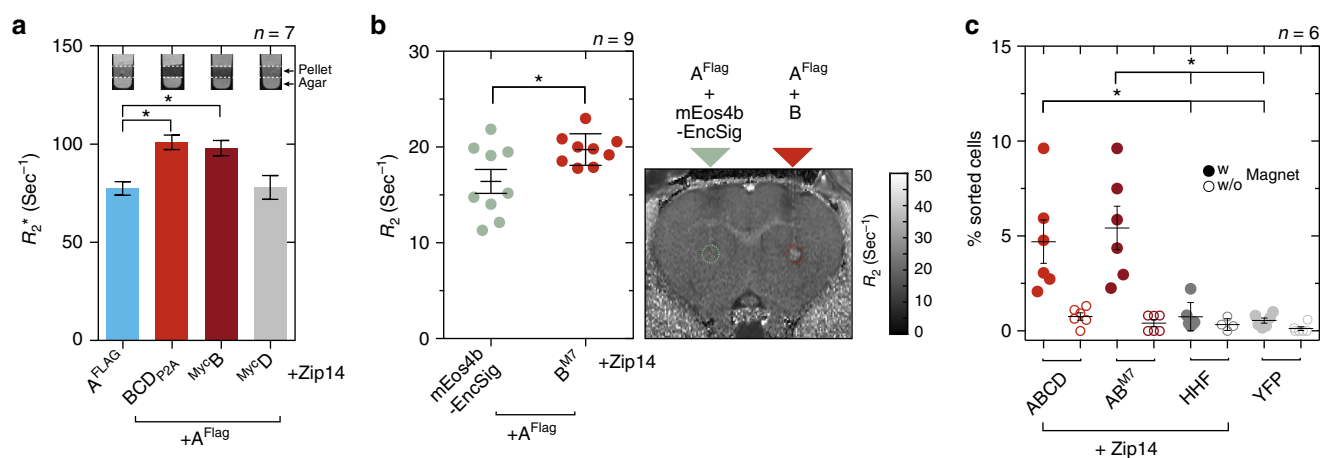 a
n = 7
150
100
50
0
R2* (Sec−1)
Pellet
Agar
*
*
AFLAG
BCDP2A
MycB
MycD
+Zip14
+AFlag
b
n = 9
30
20
10
0
R2 (Sec−1)
*
mEos4b
-EncSig
BM7
+Zip14
+AFlag
AFlag
+
mEos4b
-EncSig
AFlag
+
B
50
40
30
20
10
0
R2 (Sec−1)
c
n = 6
15
10
5
0
% sorted cells
*
*
w
w/o
Magnet
ABCD
ABM7
HHF
YFP
+ Zip14